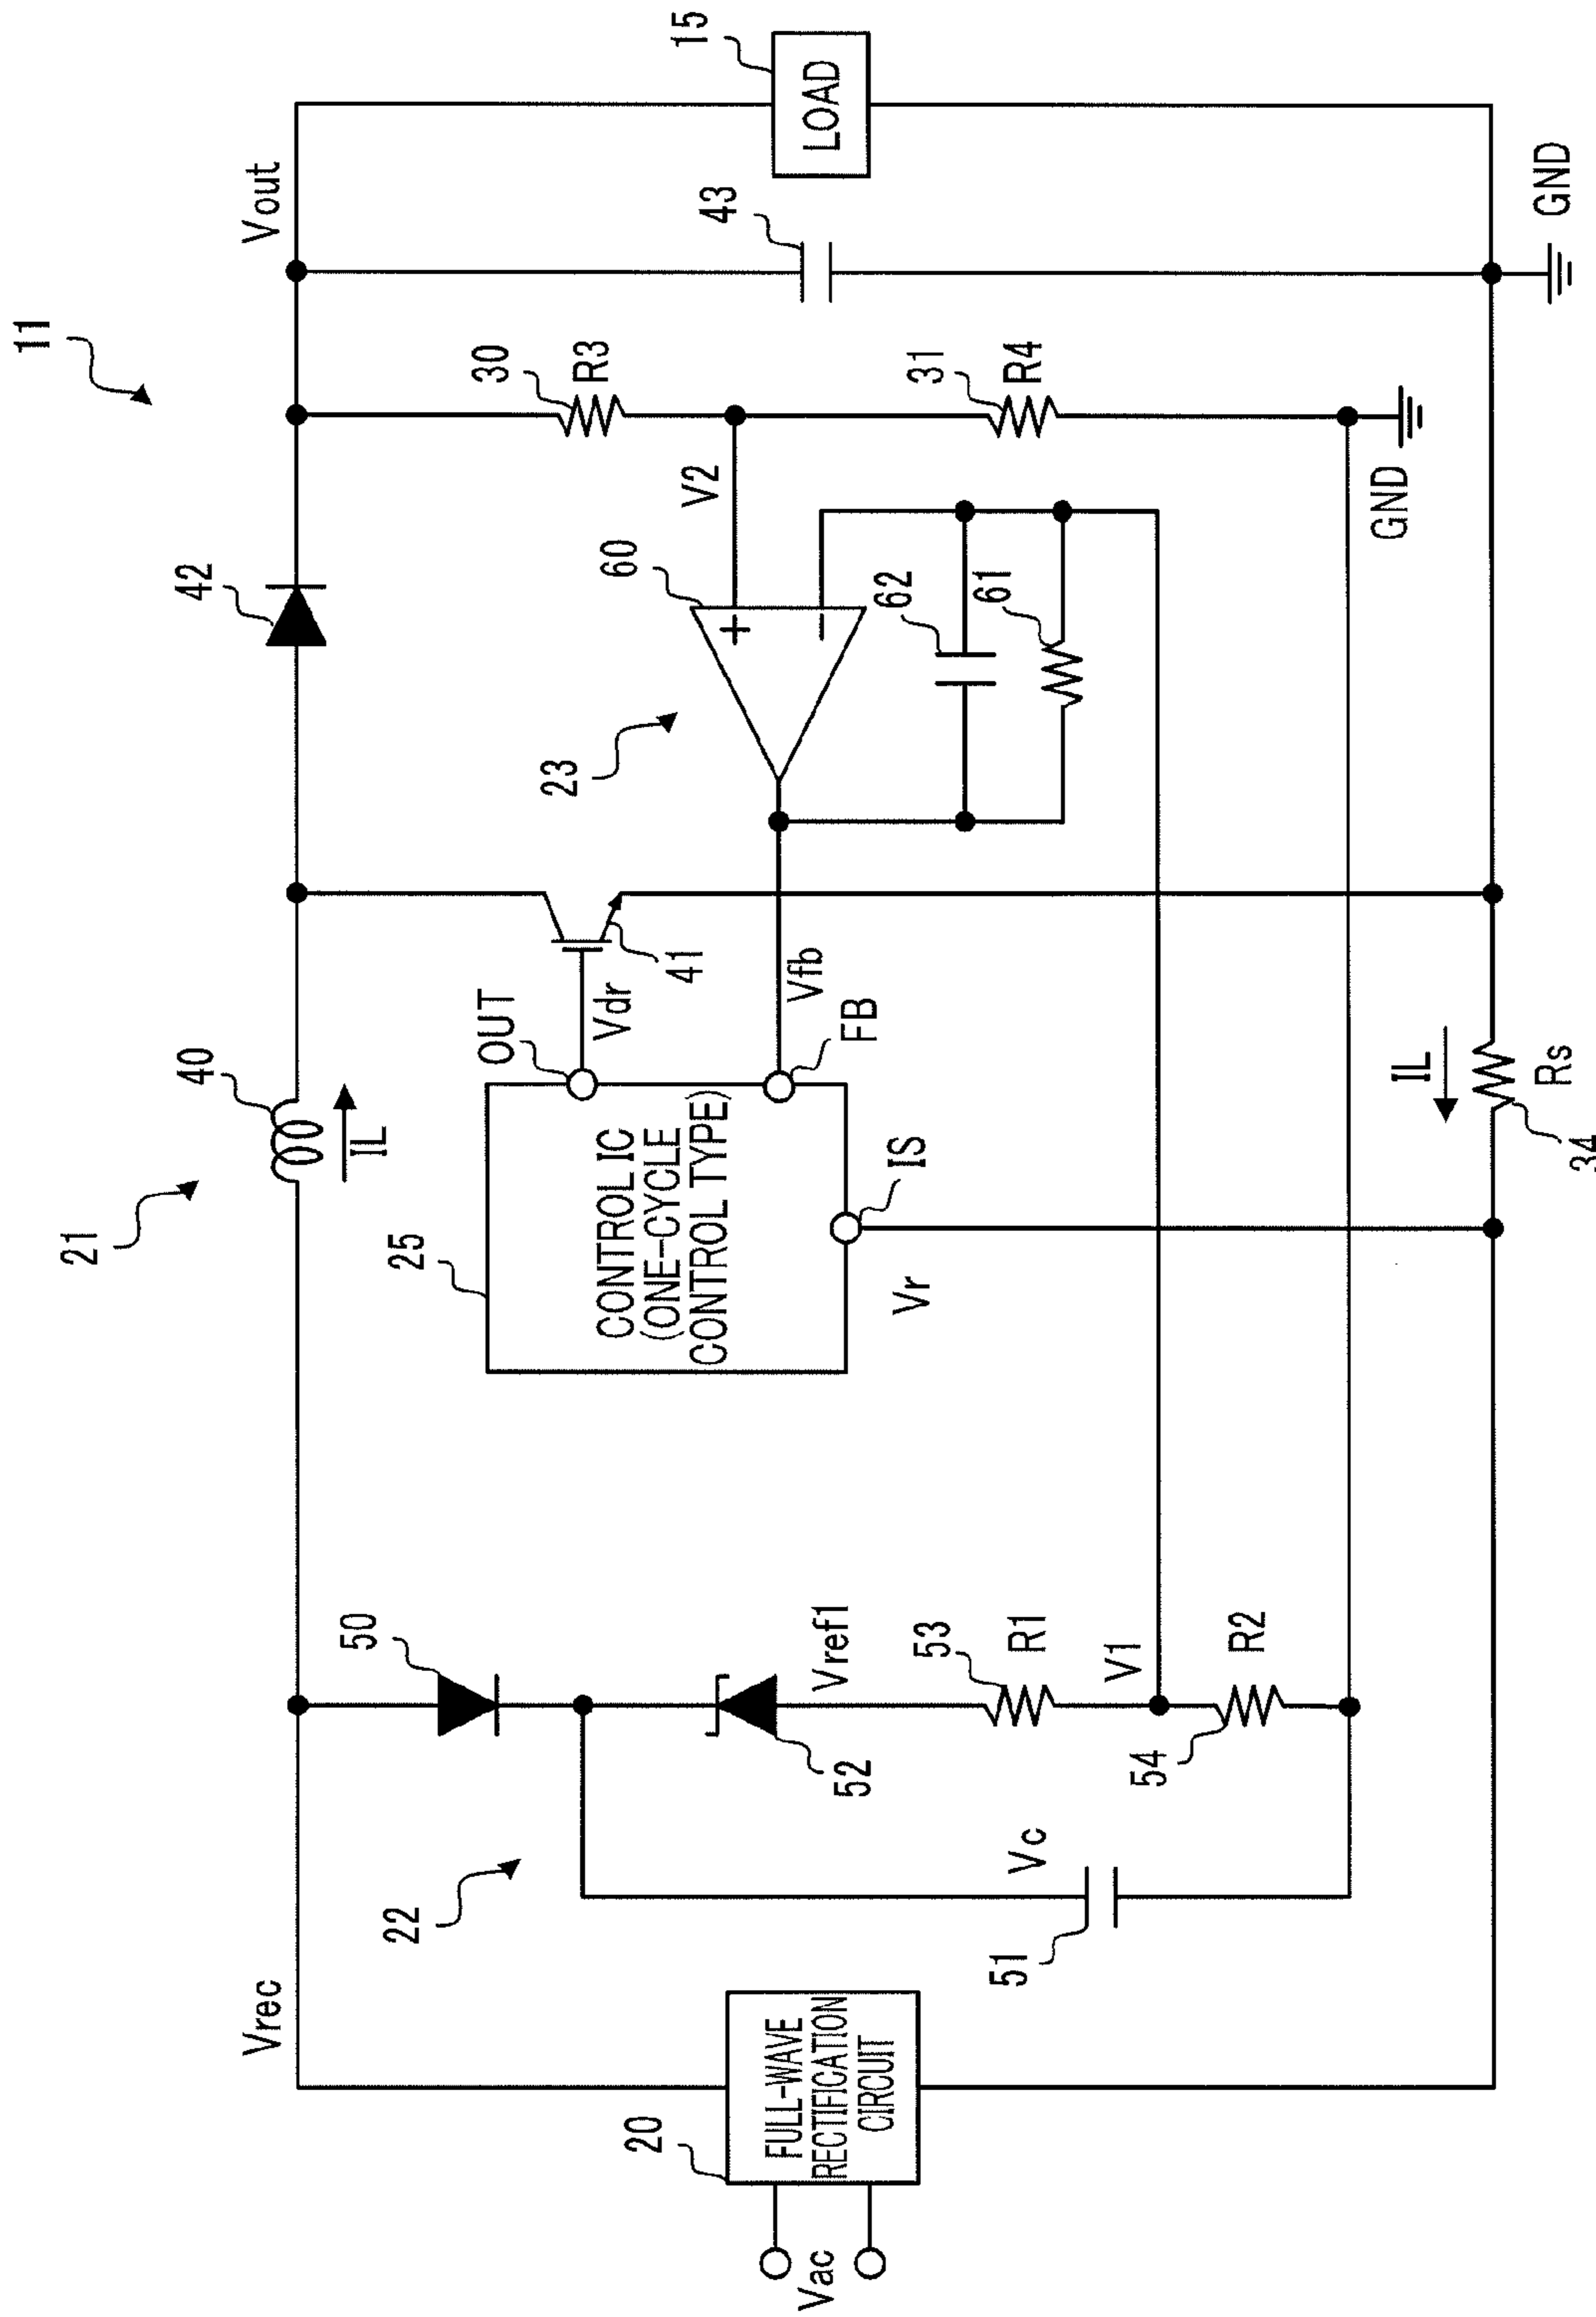 11
21
Vrec
40
IL
42
Vout
50
22
Vref1
52
53
R1
V1
54
R2
Vc
51
20
FULL-WAVE
RECTIFICATION
CIRCUIT
Vac
25
CONTROLIC
(ONE-CYCLE
CONTROL TYPE)
OUT
Vdr
41
FB
Vfb
IS
Vr
23
60
+
−
V2
62
61
30
R3
31
R4
GND
43
15
LOAD
GND
IL
Rs
34